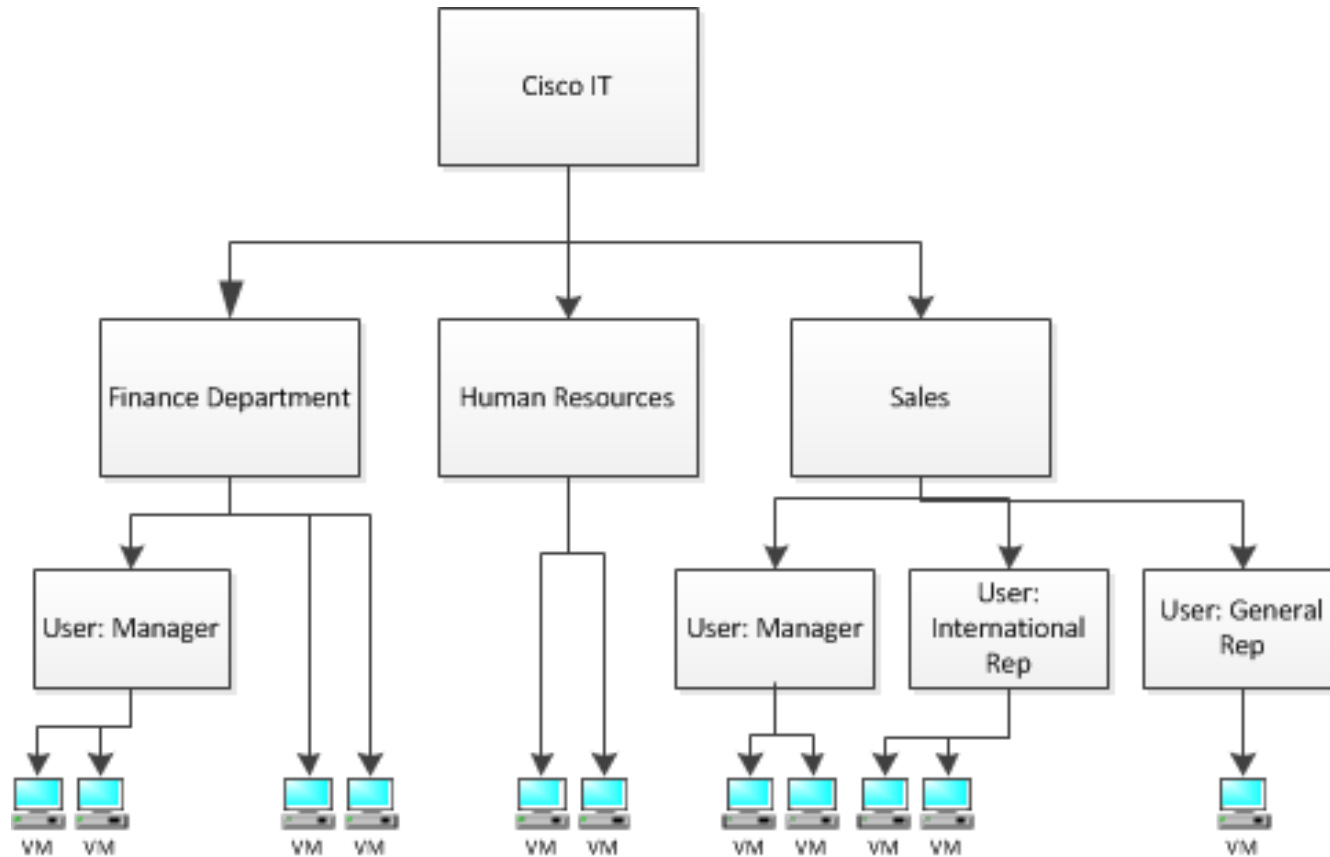 Cisco IT
Finance Department
Human Resources
Sales
User: Manager
User: Manager
User:
International
Rep
User: General
Rep
VM VM VM VM VM VM VM VM VM VM VM